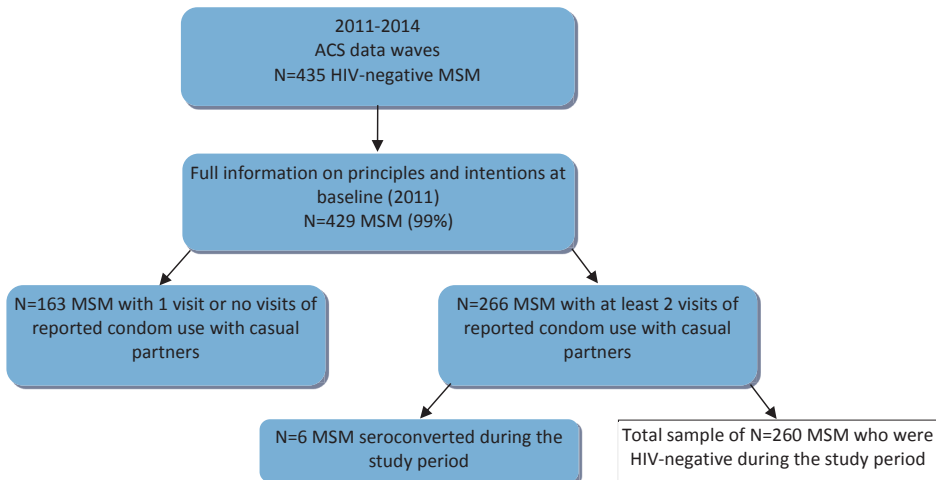 2011-2014
ACS data waves
N=435 HIV-negative MSM
Full information on principles and intentions at
baseline (2011)
N=429 MSM (99%)
N=163 MSM with 1 visit or no visits of
reported condom use with casual
partners
N=266 MSM with at least 2 visits of
reported condom use with casual
partners
N=6 MSM seroconverted during the
study period
Total sample of N=260 MSM who were
HIV-negative during the study period